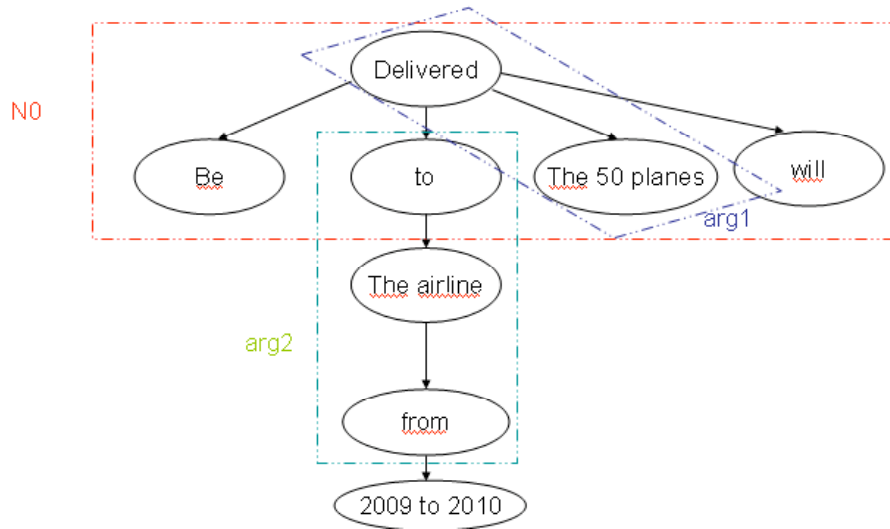 Delivered
N0
Be
to
The 50 planes
will
arg1
The airline
arg2
from
2009 to 2010